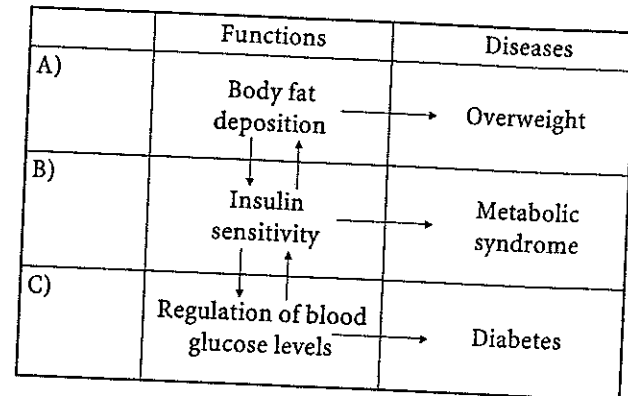 Functions Diseases
A)
Body fat
deposition
Overweight
B)
Insulin
sensitivity
Metabolic
syndrome
C)
Regulation of blood
glucose levels
Diabetes